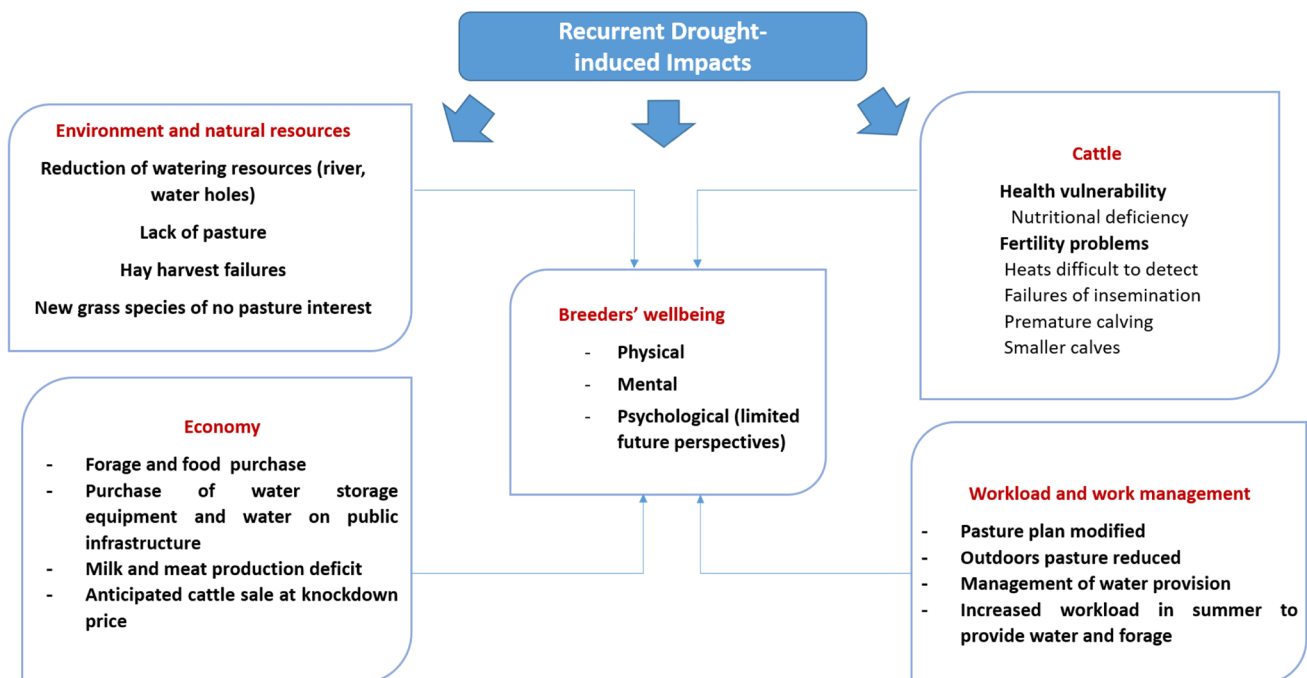 Recurrent Drought-
induced Impacts
Environment and natural resources
Reduction of watering resources (river,
water holes)
Lack of pasture
Hay harvest failures
New grass species of no pasture interest
Cattle
Health vulnerability
Nutritional deficiency
Fertility problems
Heats difficult to detect
Failures of insemination
Premature calving
Smaller calves
Breeders’ wellbeing
- Physical
- Mental
- Psychological (limited
future perspectives)
Economy
- Forage and food purchase
- Purchase of water storage
equipment and water on public
infrastructure
- Milk and meat production deficit
- Anticipated cattle sale at knockdown
price
Workload and work management
- Pasture plan modified
- Outdoors pasture reduced
- Management of water provision
- Increased workload in summer to
provide water and forage